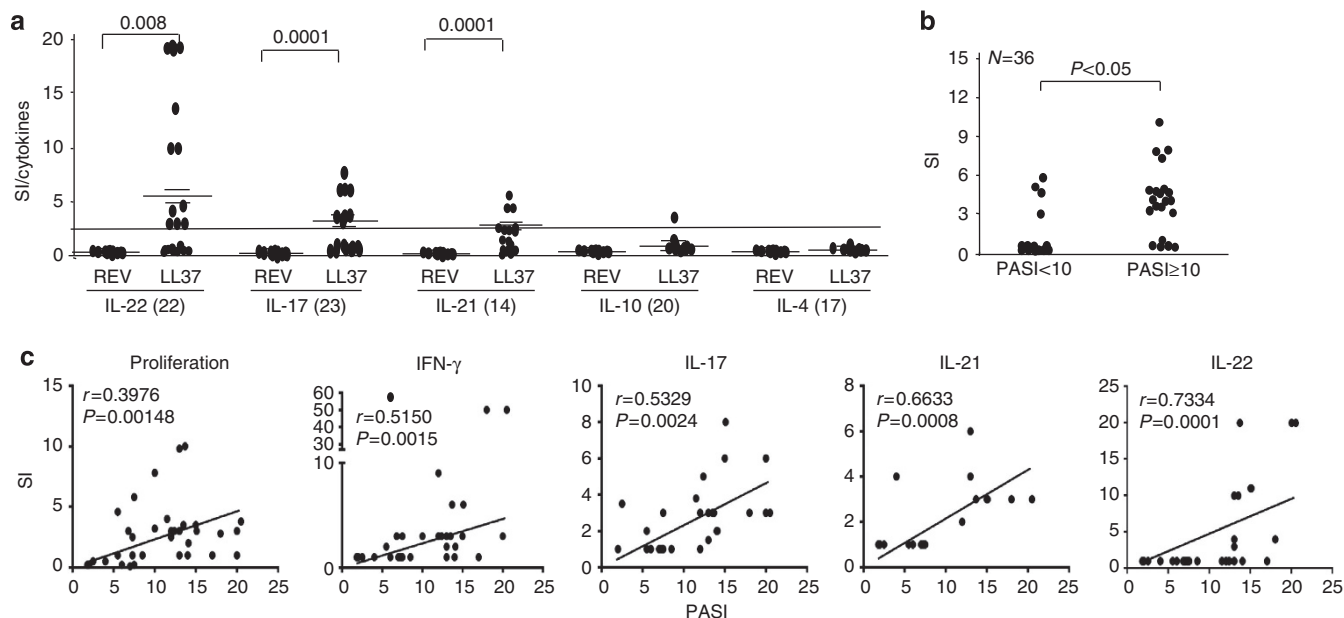 a
0.008
0.0001
0.0001
20
15
10
5
0
SI/cytokines
REV LL37 REV LL37 REV LL37 REV LL37 REV LL37
IL-22 (22) IL-17 (23) IL-21 (14) IL-10 (20) IL-4 (17)
b
N=36
P<0.05
15
12
9
6
3
0
SI
PASI<10 PASI≥10
c
Proliferation
r=0.3976
P=0.00148
15
10
5
0
SI
0 5 10 15 20 25
IFN-γ
r=0.5150
P=0.0015
60
50
40
30
10
0
0 5 10 15 20 25
IL-17
r=0.5329
P=0.0024
10
8
6
4
2
0
0 5 10 15 20 25
IL-21
r=0.6633
P=0.0008
8
6
4
2
0
0 5 10 15 20 25
IL-22
r=0.7334
P=0.0001
25
20
15
10
5
0
0 5 10 15 20 25
PASI